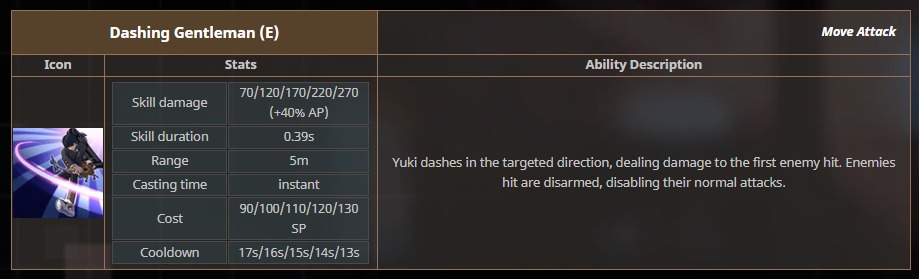 Dashing Gentleman (E)
Move Attack
Icon
Stats
Ability Description
Skill damage
70/120/170/220/270
(+40% AP)
Skill duration
0.39s
Range
5m
Casting time
instant
Cost
90/100/110/120/130
SP
Cooldown
17s/16s/15s/14s/13s
Yuki dashes in the targeted direction, dealing damage to the first enemy hit. Enemies
hit are disarmed, disabling their normal attacks.